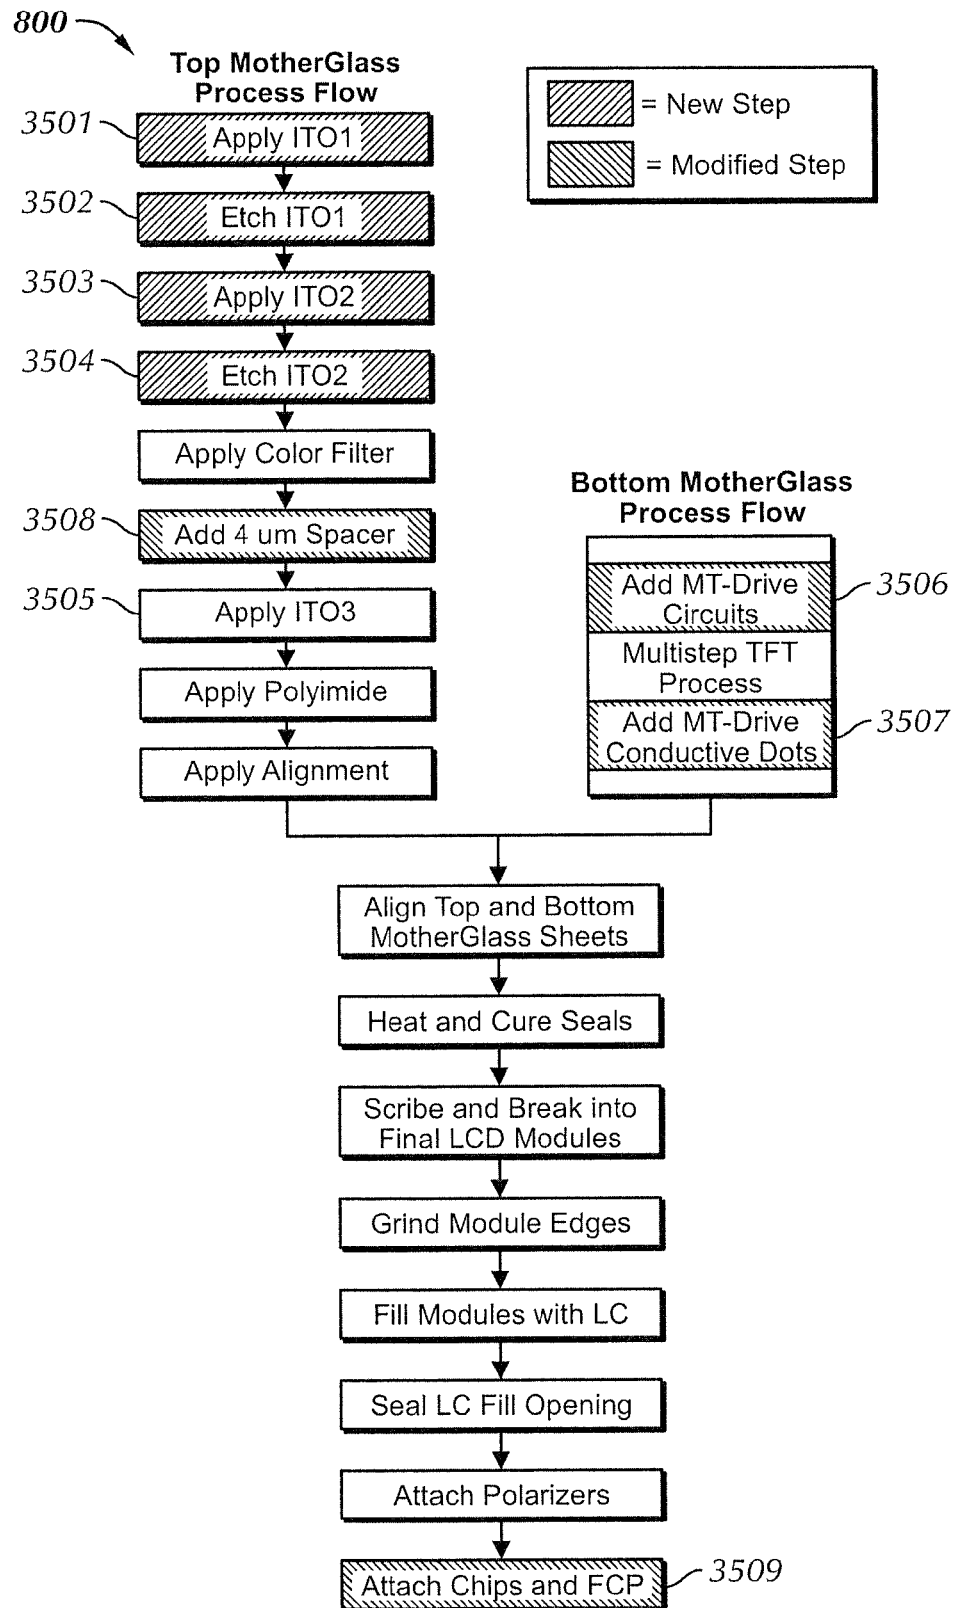 800
Top MotherGlass
Process Flow
= New Step
= Modified Step
3501
Apply ITO1
3502
Etch ITO1
3503
Apply ITO2
3504
Etch ITO2
Apply Color Filter
3508
Add 4 um Spacer
3505
Apply ITO3
Apply Polyimide
Apply Alignment
Bottom MotherGlass
Process Flow
Add MT-Drive
Circuits
3506
Multistep TFT
Process
Add MT-Drive
Conductive Dots
3507
Align Top and Bottom
MotherGlass Sheets
Heat and Cure Seals
Scribe and Break into
Final LCD Modules
Grind Module Edges
Fill Modules with LC
Seal LC Fill Opening
Attach Polarizers
Attach Chips and FCP
3509